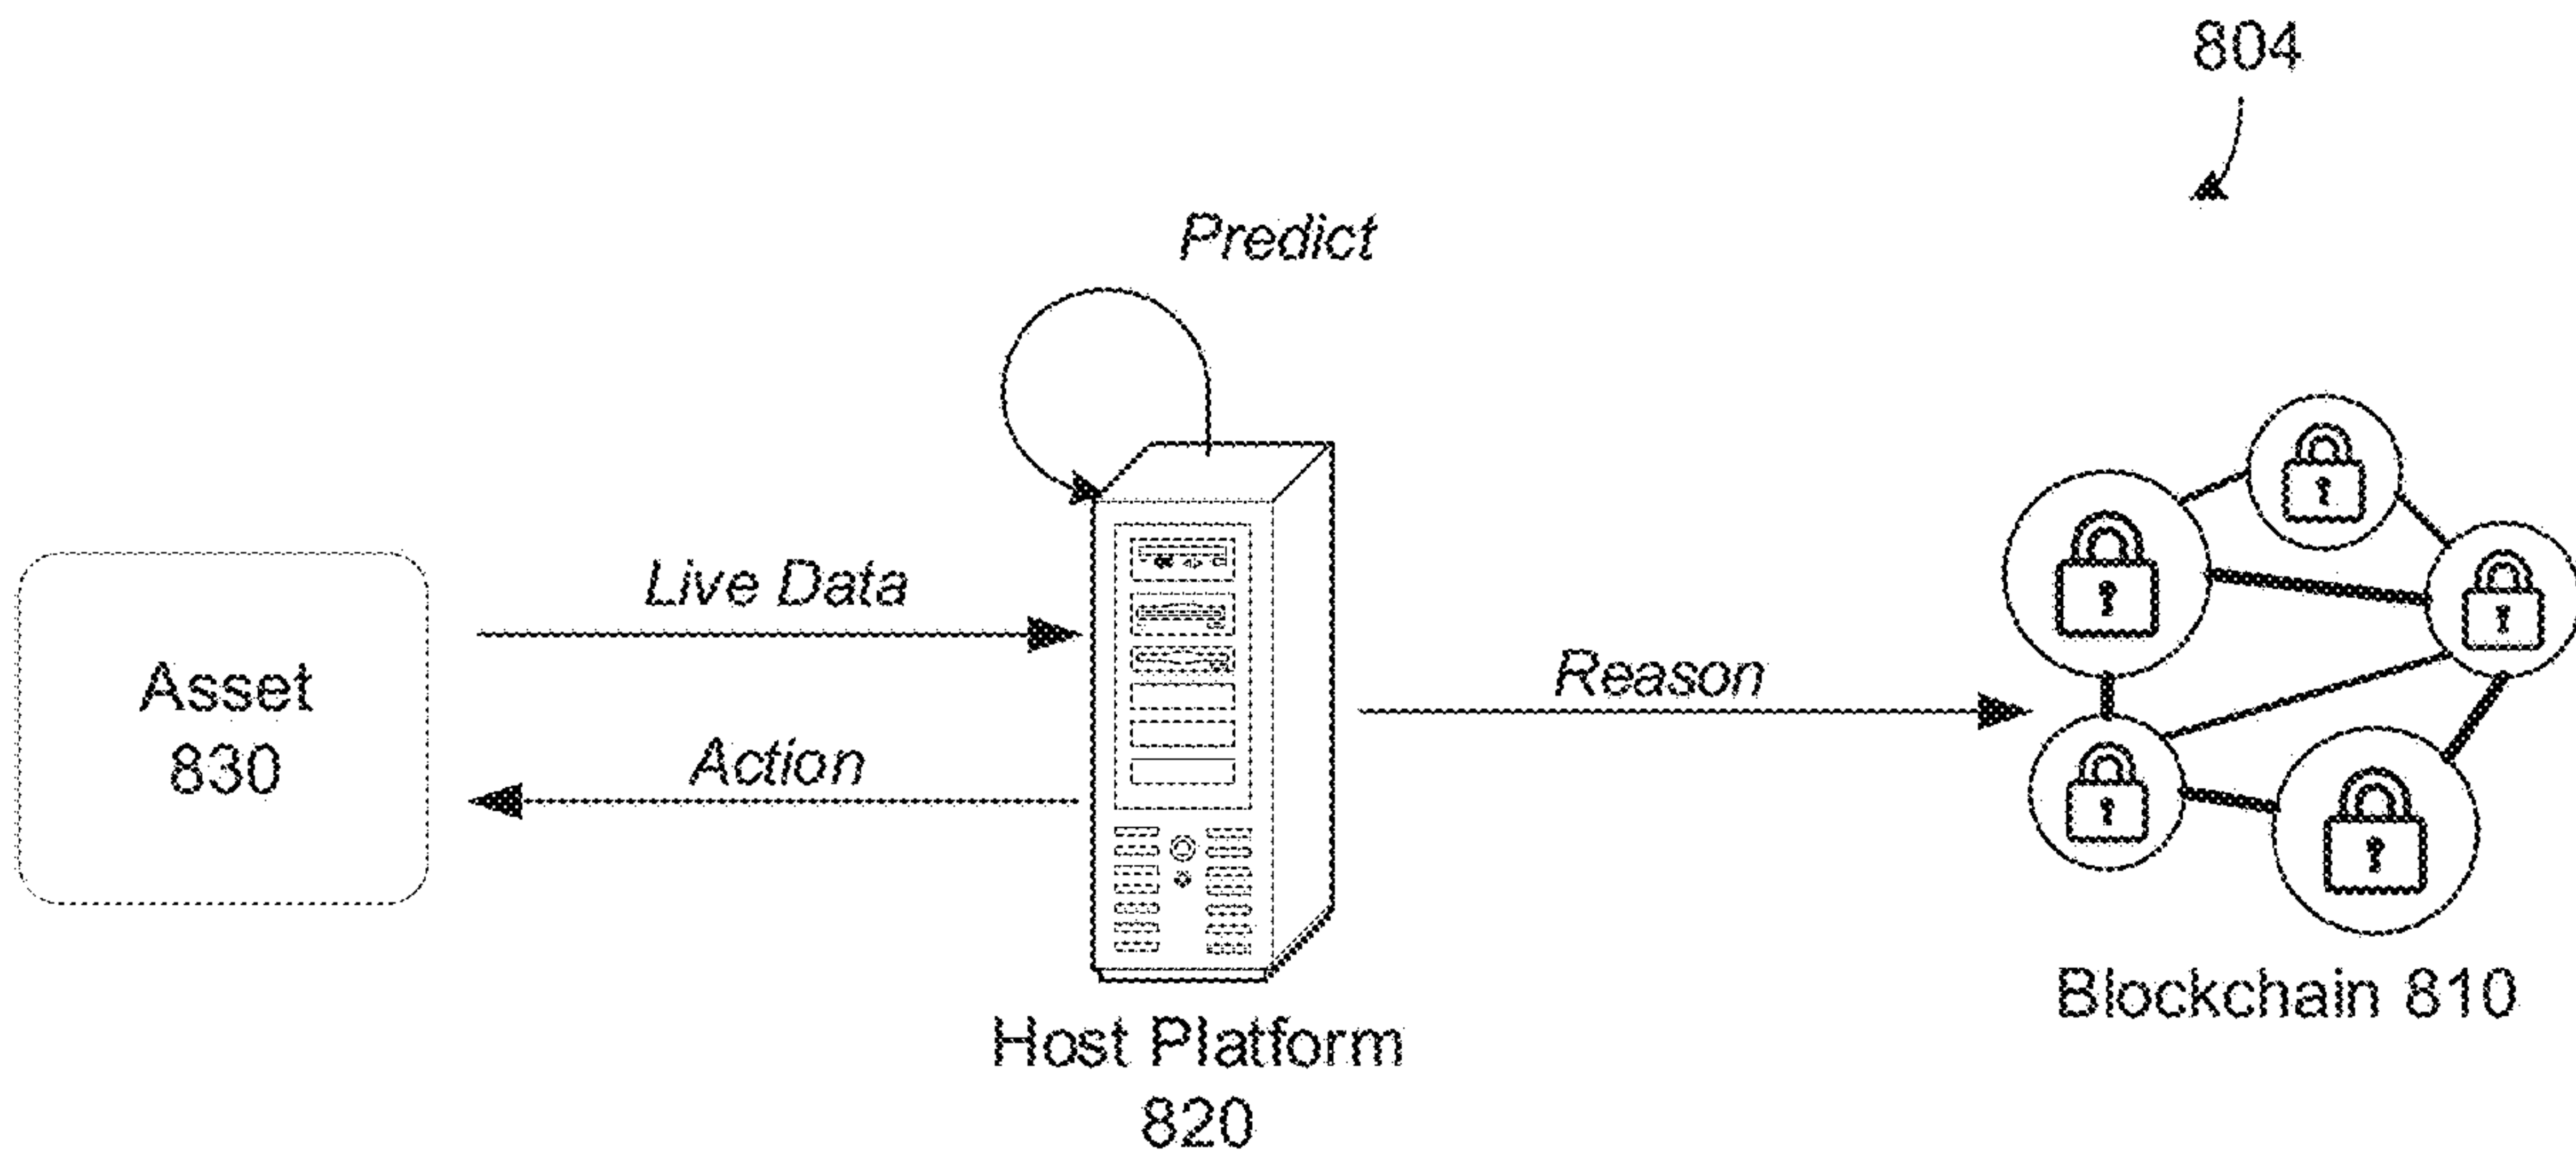 804
Predict
Live Data
Asset
830
Action
Reason
Host Platform
820
Blockchain 810